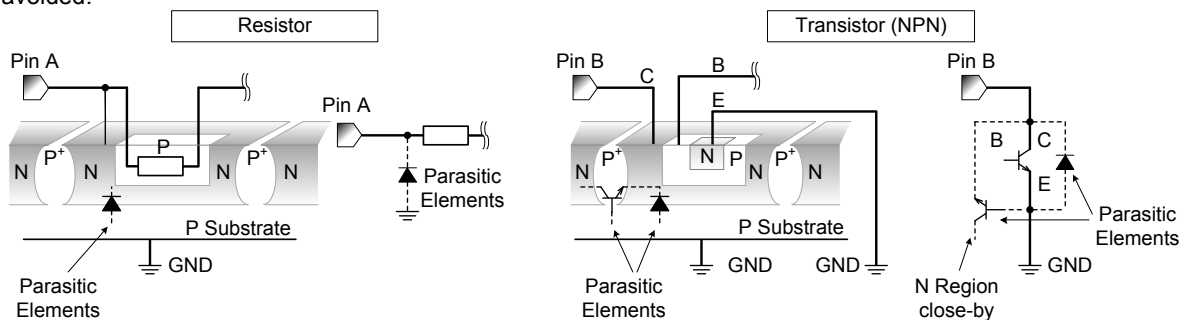 avoided.
Resistor
Transistor (NPN)
Pin A
Pin A
N
P+
N
P
N
P+
N
Parasitic
Elements
P Substrate
GND
Parasitic
Elements
Pin B
C
B
E
N
P+
N
N
P
N
P+
N
P Substrate
GND
GND
Parasitic
Elements
Pin B
B
C
E
Parasitic
Elements
GND
N Region
close-by